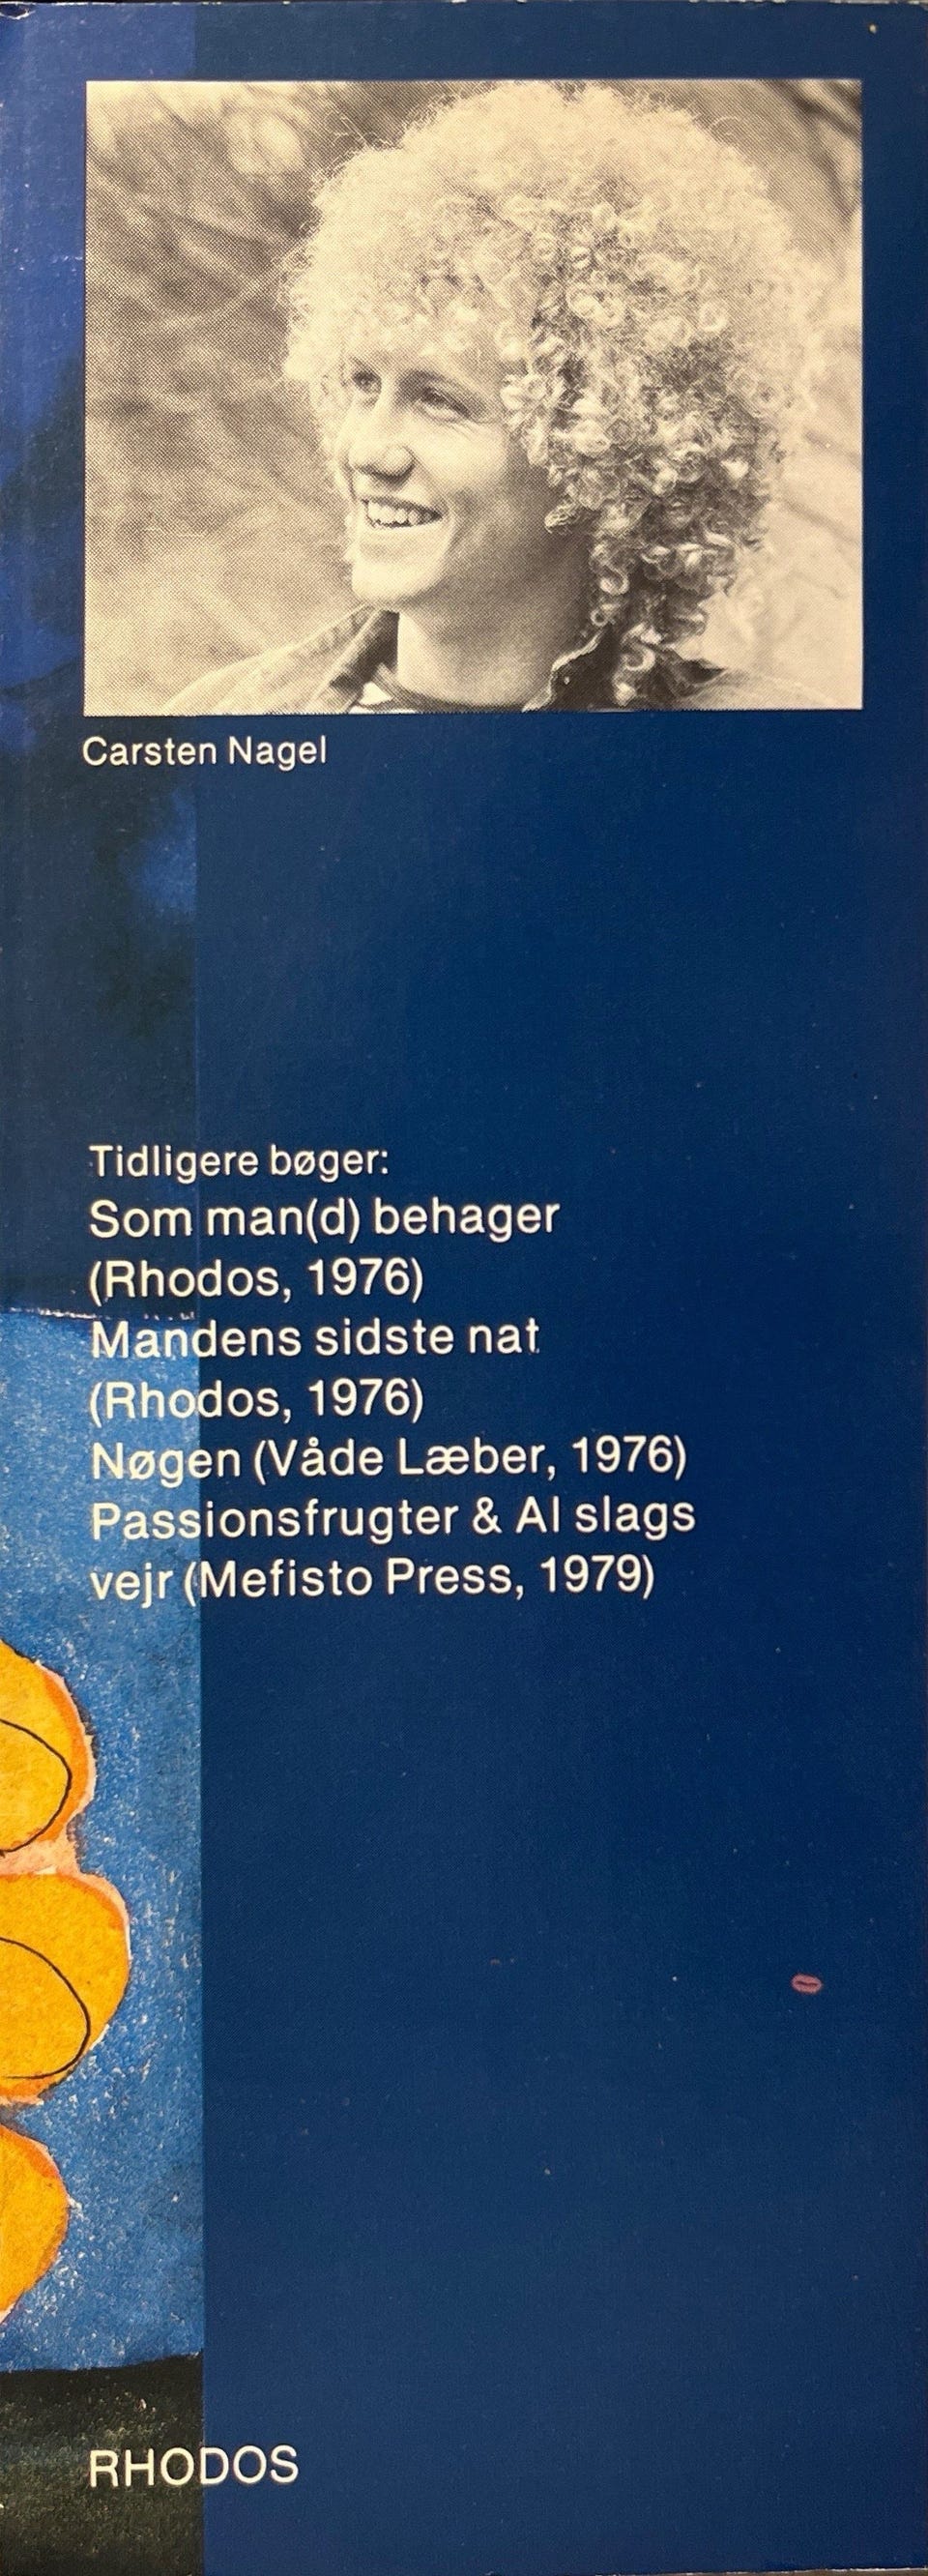 Carsten Nagel
Tidligere bøger:
Som man(d) behager
(Rhodos, 1976)
Mandens sidste nat
(Rhodos, 1976)
Nøgen (Våde Læber, 1976)
Passionsfrugter & Al slags
vejr (Mefisto Press, 1979)
RHODOS